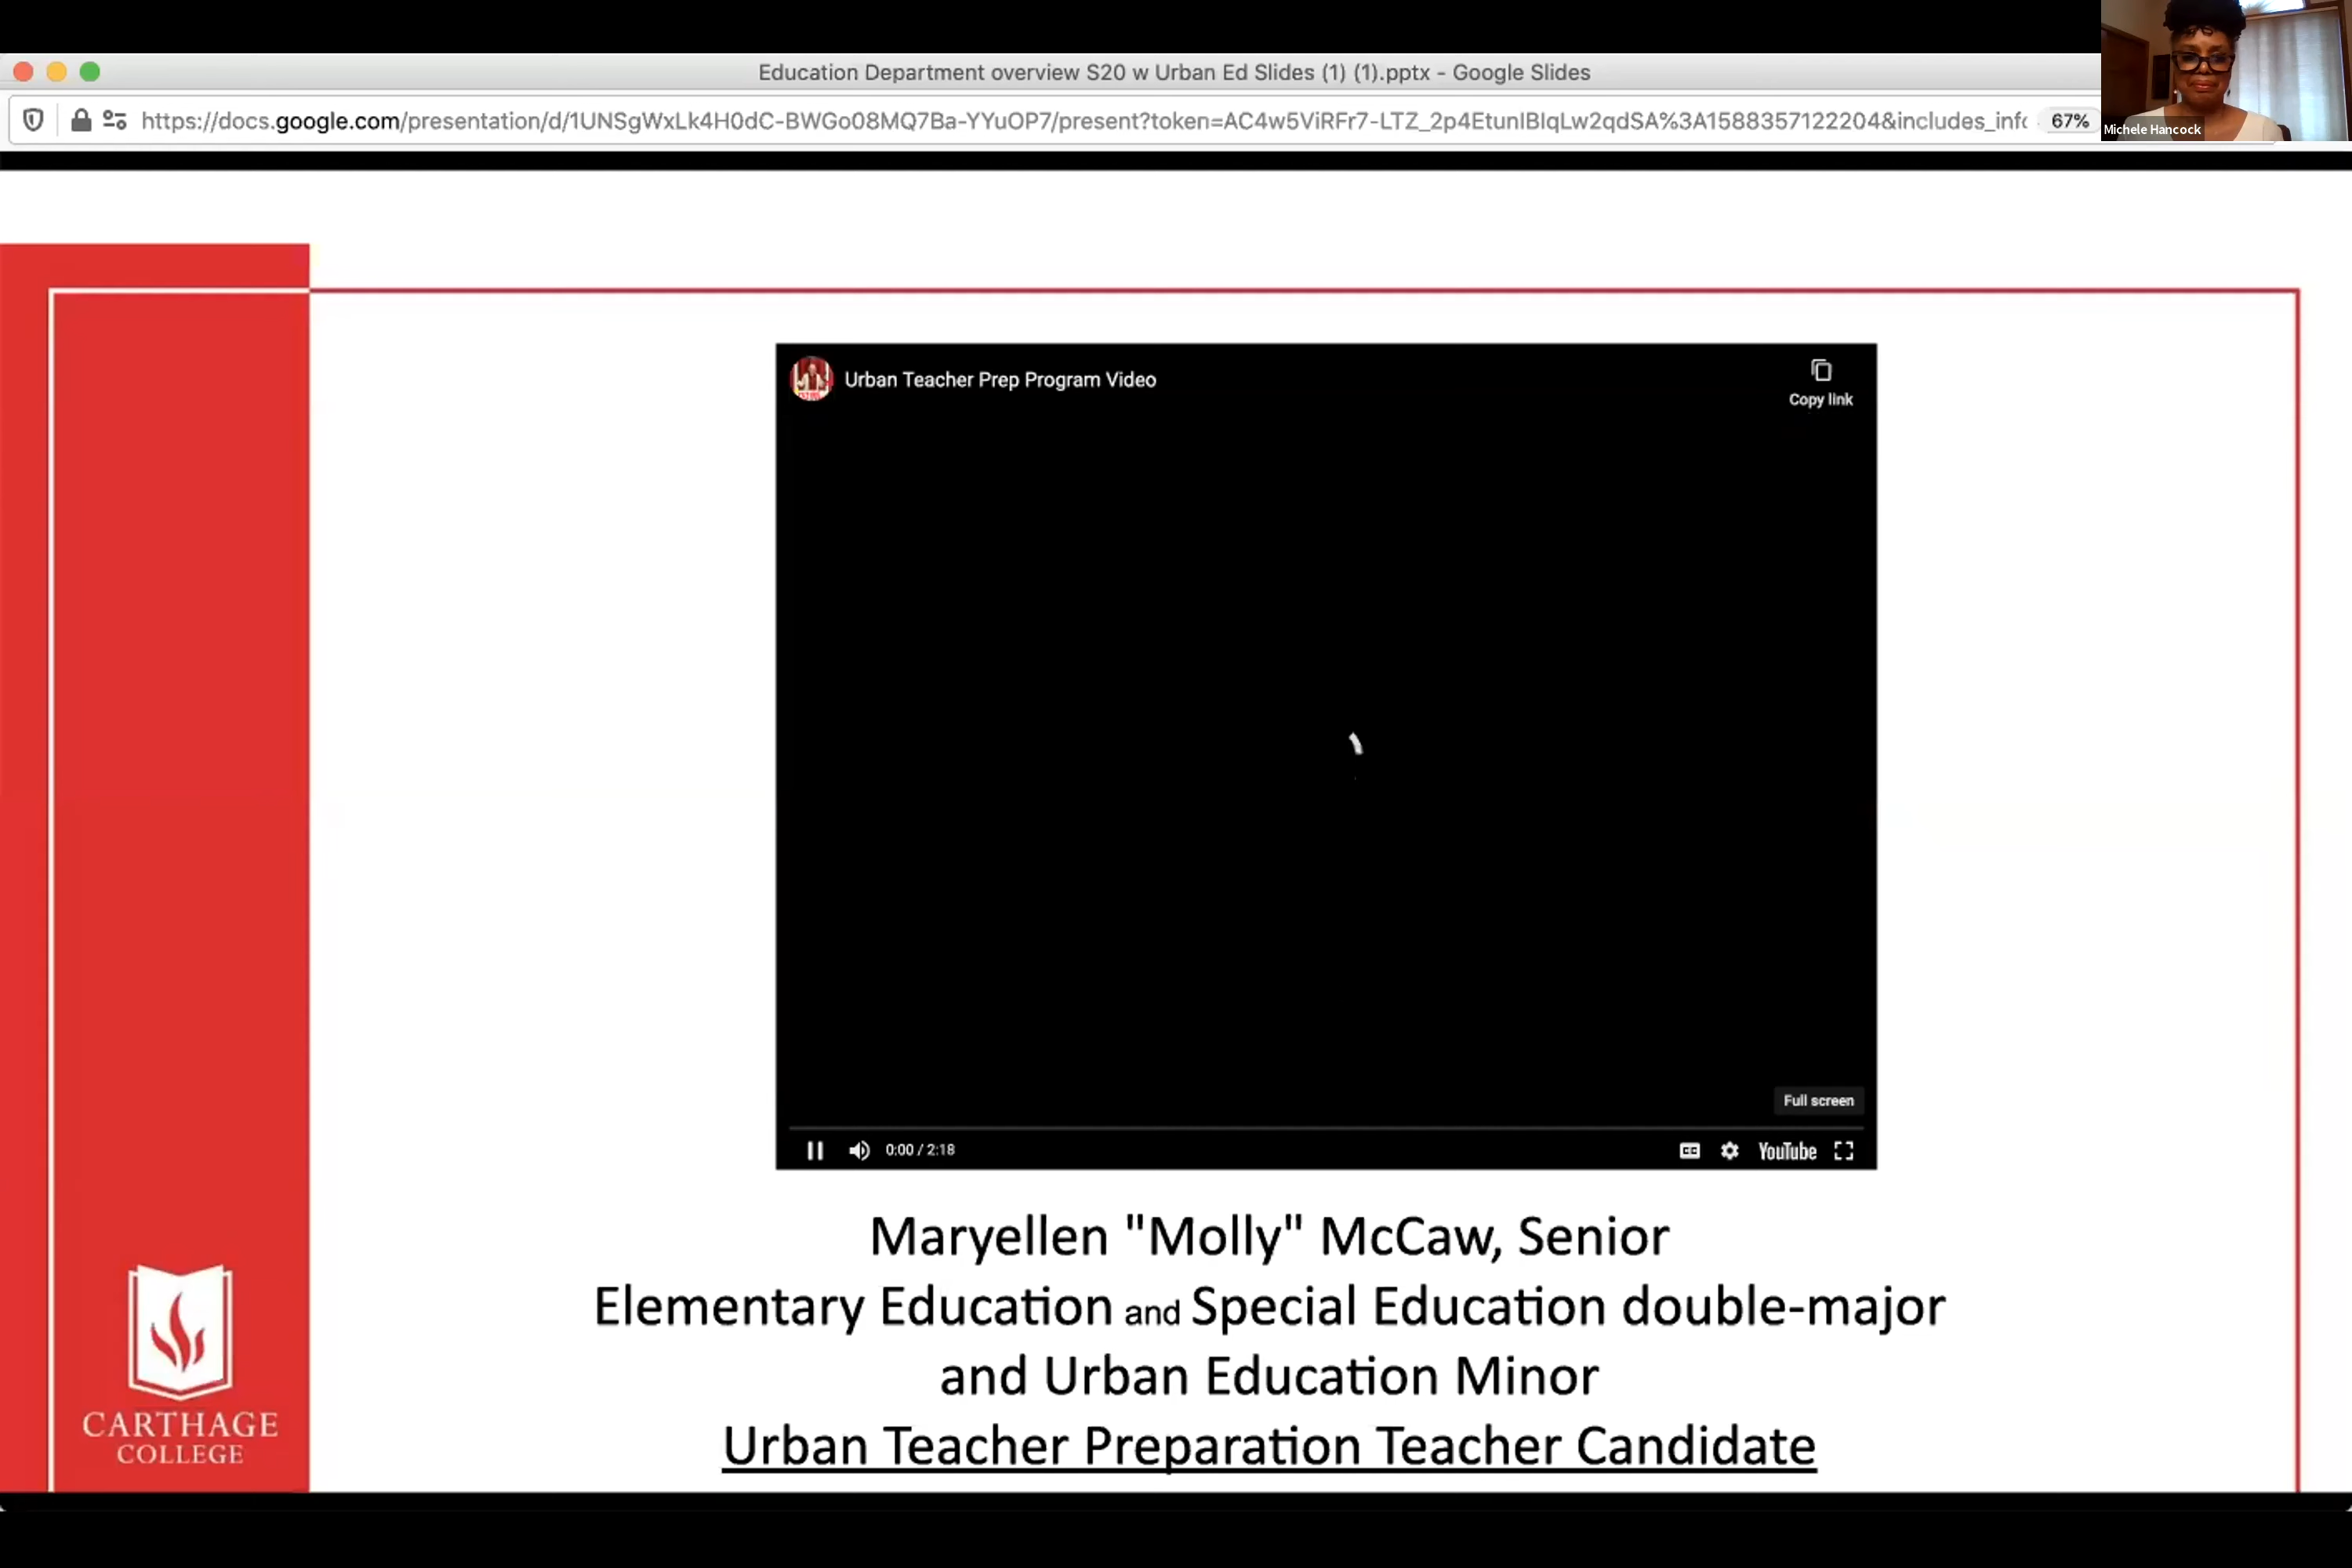 Education Department overview S20 w Urban Ed Slides (1) (1).pptx - Google Slides
https://docs.google.com/presentation/d/1UNSgWxLk4H0dC-BWGo08MQ7Ba-YYuOP7/present?token=AC4w5ViRFr7-LTZ_2p4EtunIBIqLw2qdSA%3A1588357122204&includes_info
67%
Michele Hancock
Urban Teacher Prep Program Video
Copy link
Full screen
0:00 / 2:18
CC
YouTube
Maryellen "Molly" McCaw, Senior
Elementary Education and Special Education double-major
and Urban Education Minor
Urban Teacher Preparation Teacher Candidate
CARTHAGE
COLLEGE